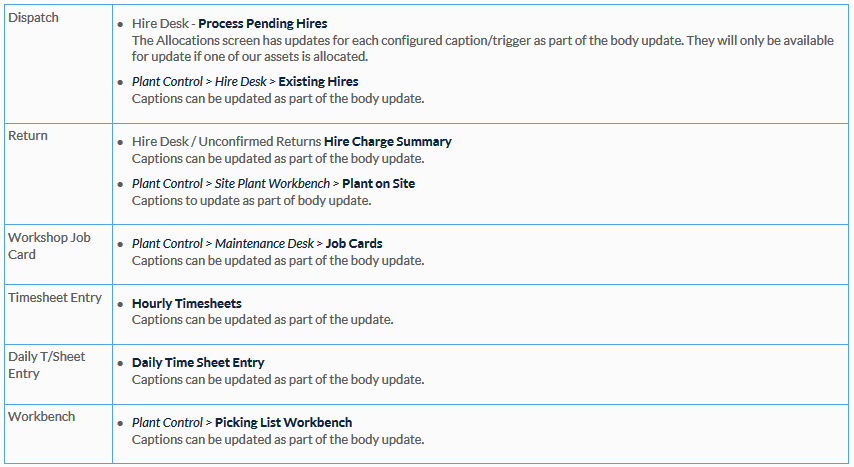 Dispatch
Hire Desk - Process Pending Hires
The Allocations screen has updates for each configured caption/trigger as part of the body update. They will only be available
for update if one of our assets is allocated.
Plant Control > Hire Desk > Existing Hires
Captions can be updated as part of the body update.
Return
Hire Desk / Unconfirmed Returns Hire Charge Summary
Captions can be updated as part of the body update.
Plant Control > Site Plant Workbench > Plant on Site
Captions to update as part of body update.
Workshop Job
Card
Plant Control > Maintenance Desk > Job Cards
Captions can be updated as part of the body update.
Timesheet Entry
Hourly Timesheets
Captions can be updated as part of the update.
Daily T/Sheet
Entry
Daily Time Sheet Entry
Captions can be updated as part of the body update.
Workbench
Plant Control > Picking List Workbench
Captions can be updated as part of the body update.